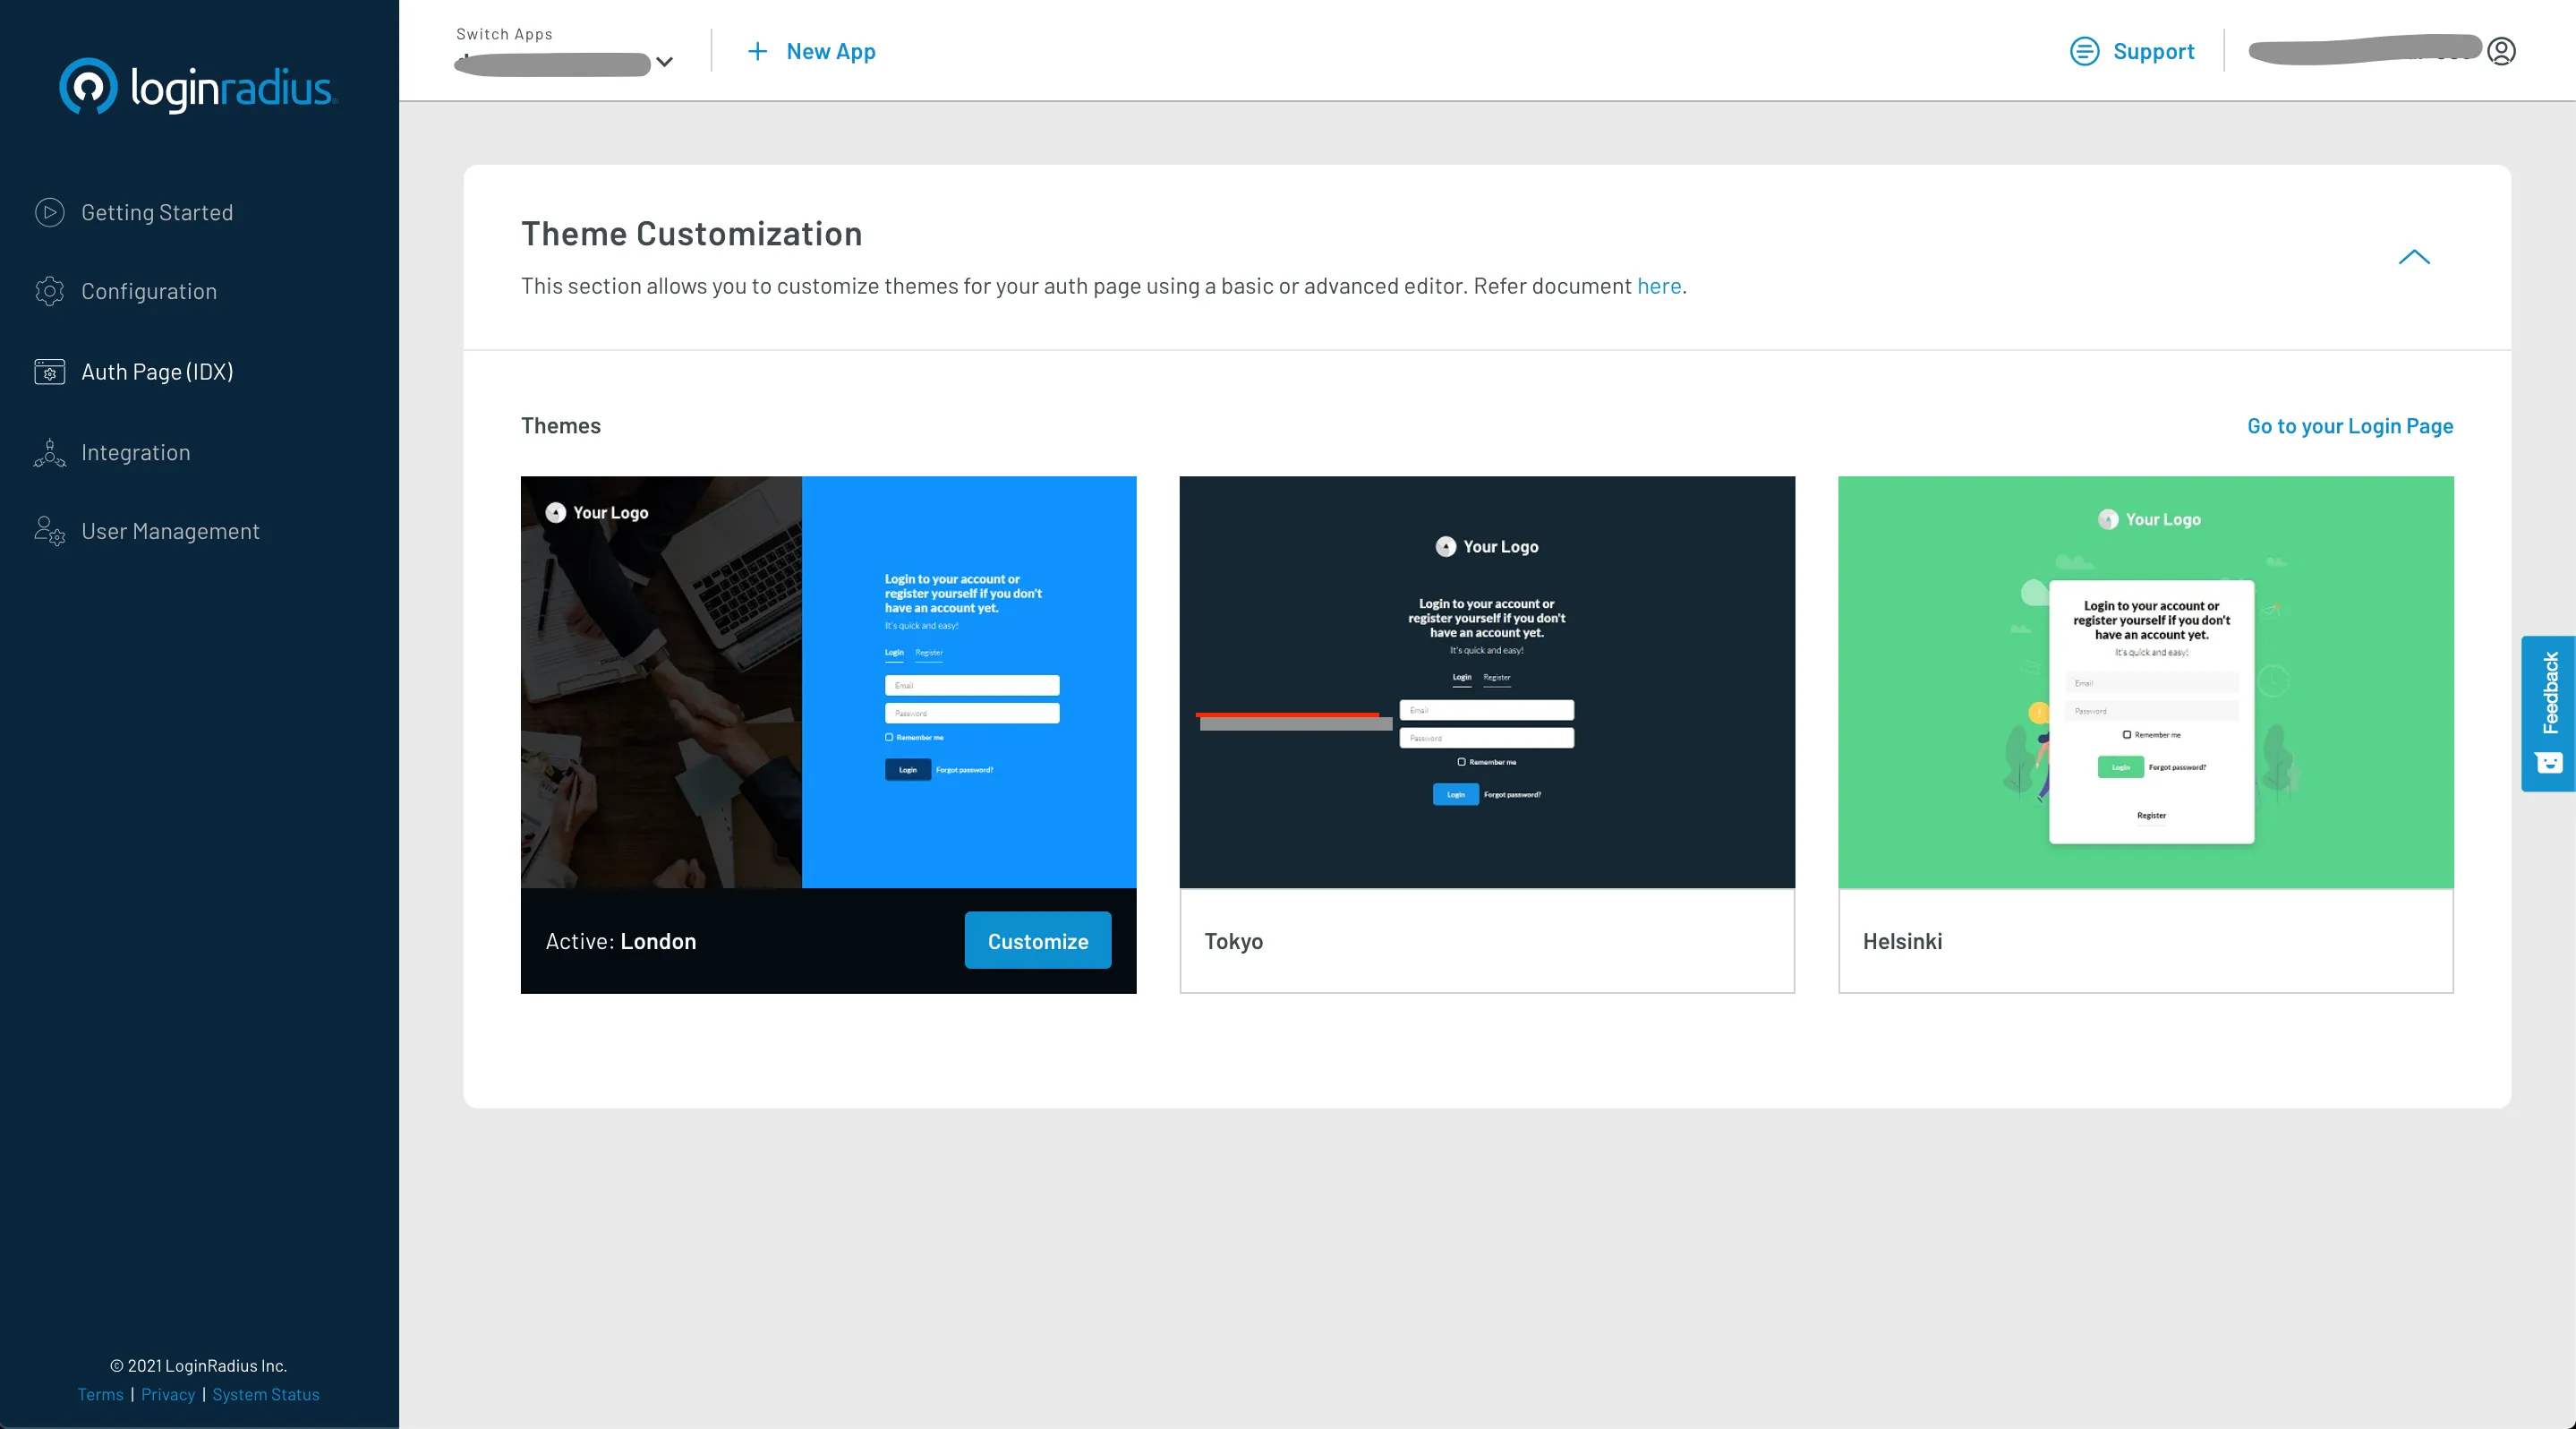 loginradius
Getting Started
Configuration
Auth Page (IDX)
Integration
User Management
© 2021 LoginRadius Inc.
Terms | Privacy | System Status
Switch Apps
+ New App
Support
Theme Customization
This section allows you to customize themes for your auth page using a basic or advanced editor. Refer document here.
Themes
Go to your Login Page
Your Logo
Login to your account or
register yourself if you don't
have an account yet.
It's quick and easy!
Login Register
Email
Password
Remember me
Login Forgot password?
Active: London
Customize
Your Logo
Login to your account or
register yourself if you don't
have an account yet.
It's quick and easy!
Login Register
Email
Password
Remember me
Login Forgot password?
Tokyo
Your Logo
Login to your account or
register yourself if you don't
have an account yet.
It's quick and easy!
Email
Password
Remember me
Login Forgot password?
Register
Helsinki
Feedback